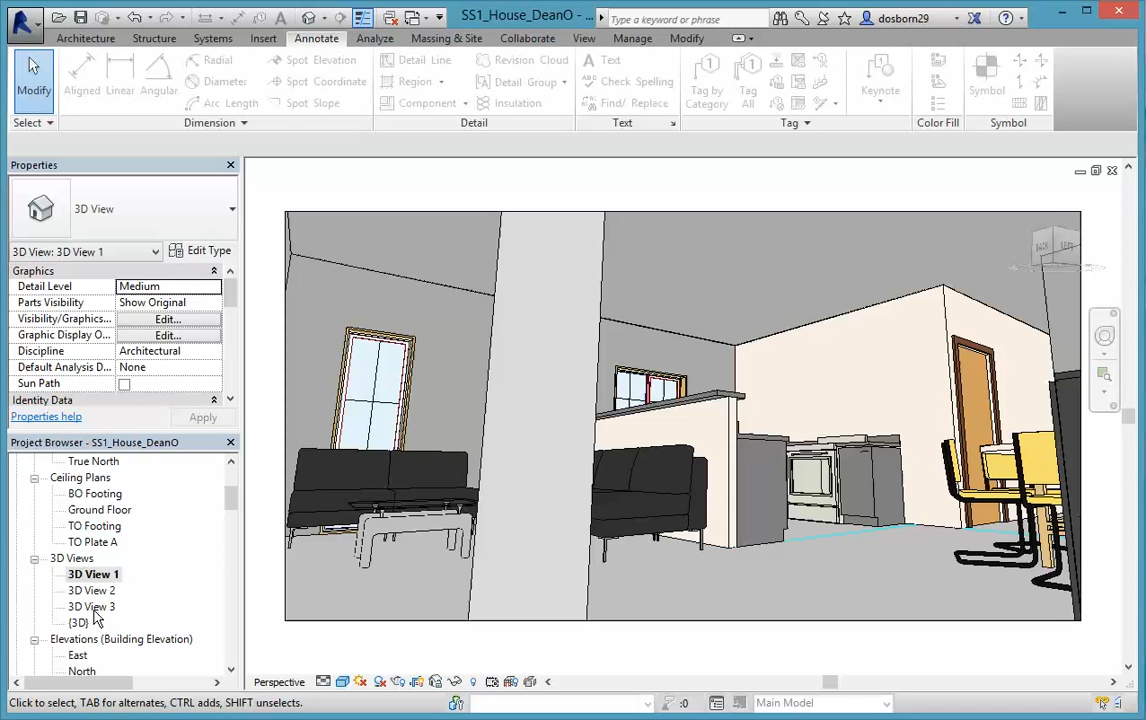 SS1_House_DeanO - ...
Type a keyword or phrase
dosborn29
Architecture Structure Systems Insert Annotate Analyze Massing & Site Collaborate View Manage Modify
Modify
Aligned Linear Angular
Radial
Diameter
Arc Length
Spot Elevation
Spot Coordinate
Spot Slope
Detail Line
Region
Component
Revision Cloud
Detail Group
Insulation
Text
Check Spelling
Find/ Replace
Tag by Category
Tag All
Keynote
Symbol
Select Dimension Detail Text Tag Color Fill Symbol
Properties
3D View
3D View: 3D View 1 Edit Type
Graphics
Detail Level Medium
Parts Visibility Show Original
Visibility/Graphics... Edit...
Graphic Display O... Edit...
Discipline Architectural
Default Analysis D... None
Sun Path
Identity Data
Properties help Apply
Project Browser - SS1_House_DeanO
True North
Ceiling Plans
BO Footing
Ground Floor
TO Footing
TO Plate A
3D Views
3D View 1
3D View 2
3D View 3
{3D}
Elevations (Building Elevation)
East
North
BACK LEFT
Perspective
Click to select, TAB for alternates, CTRL adds, SHIFT unselects.
:0
Main Model